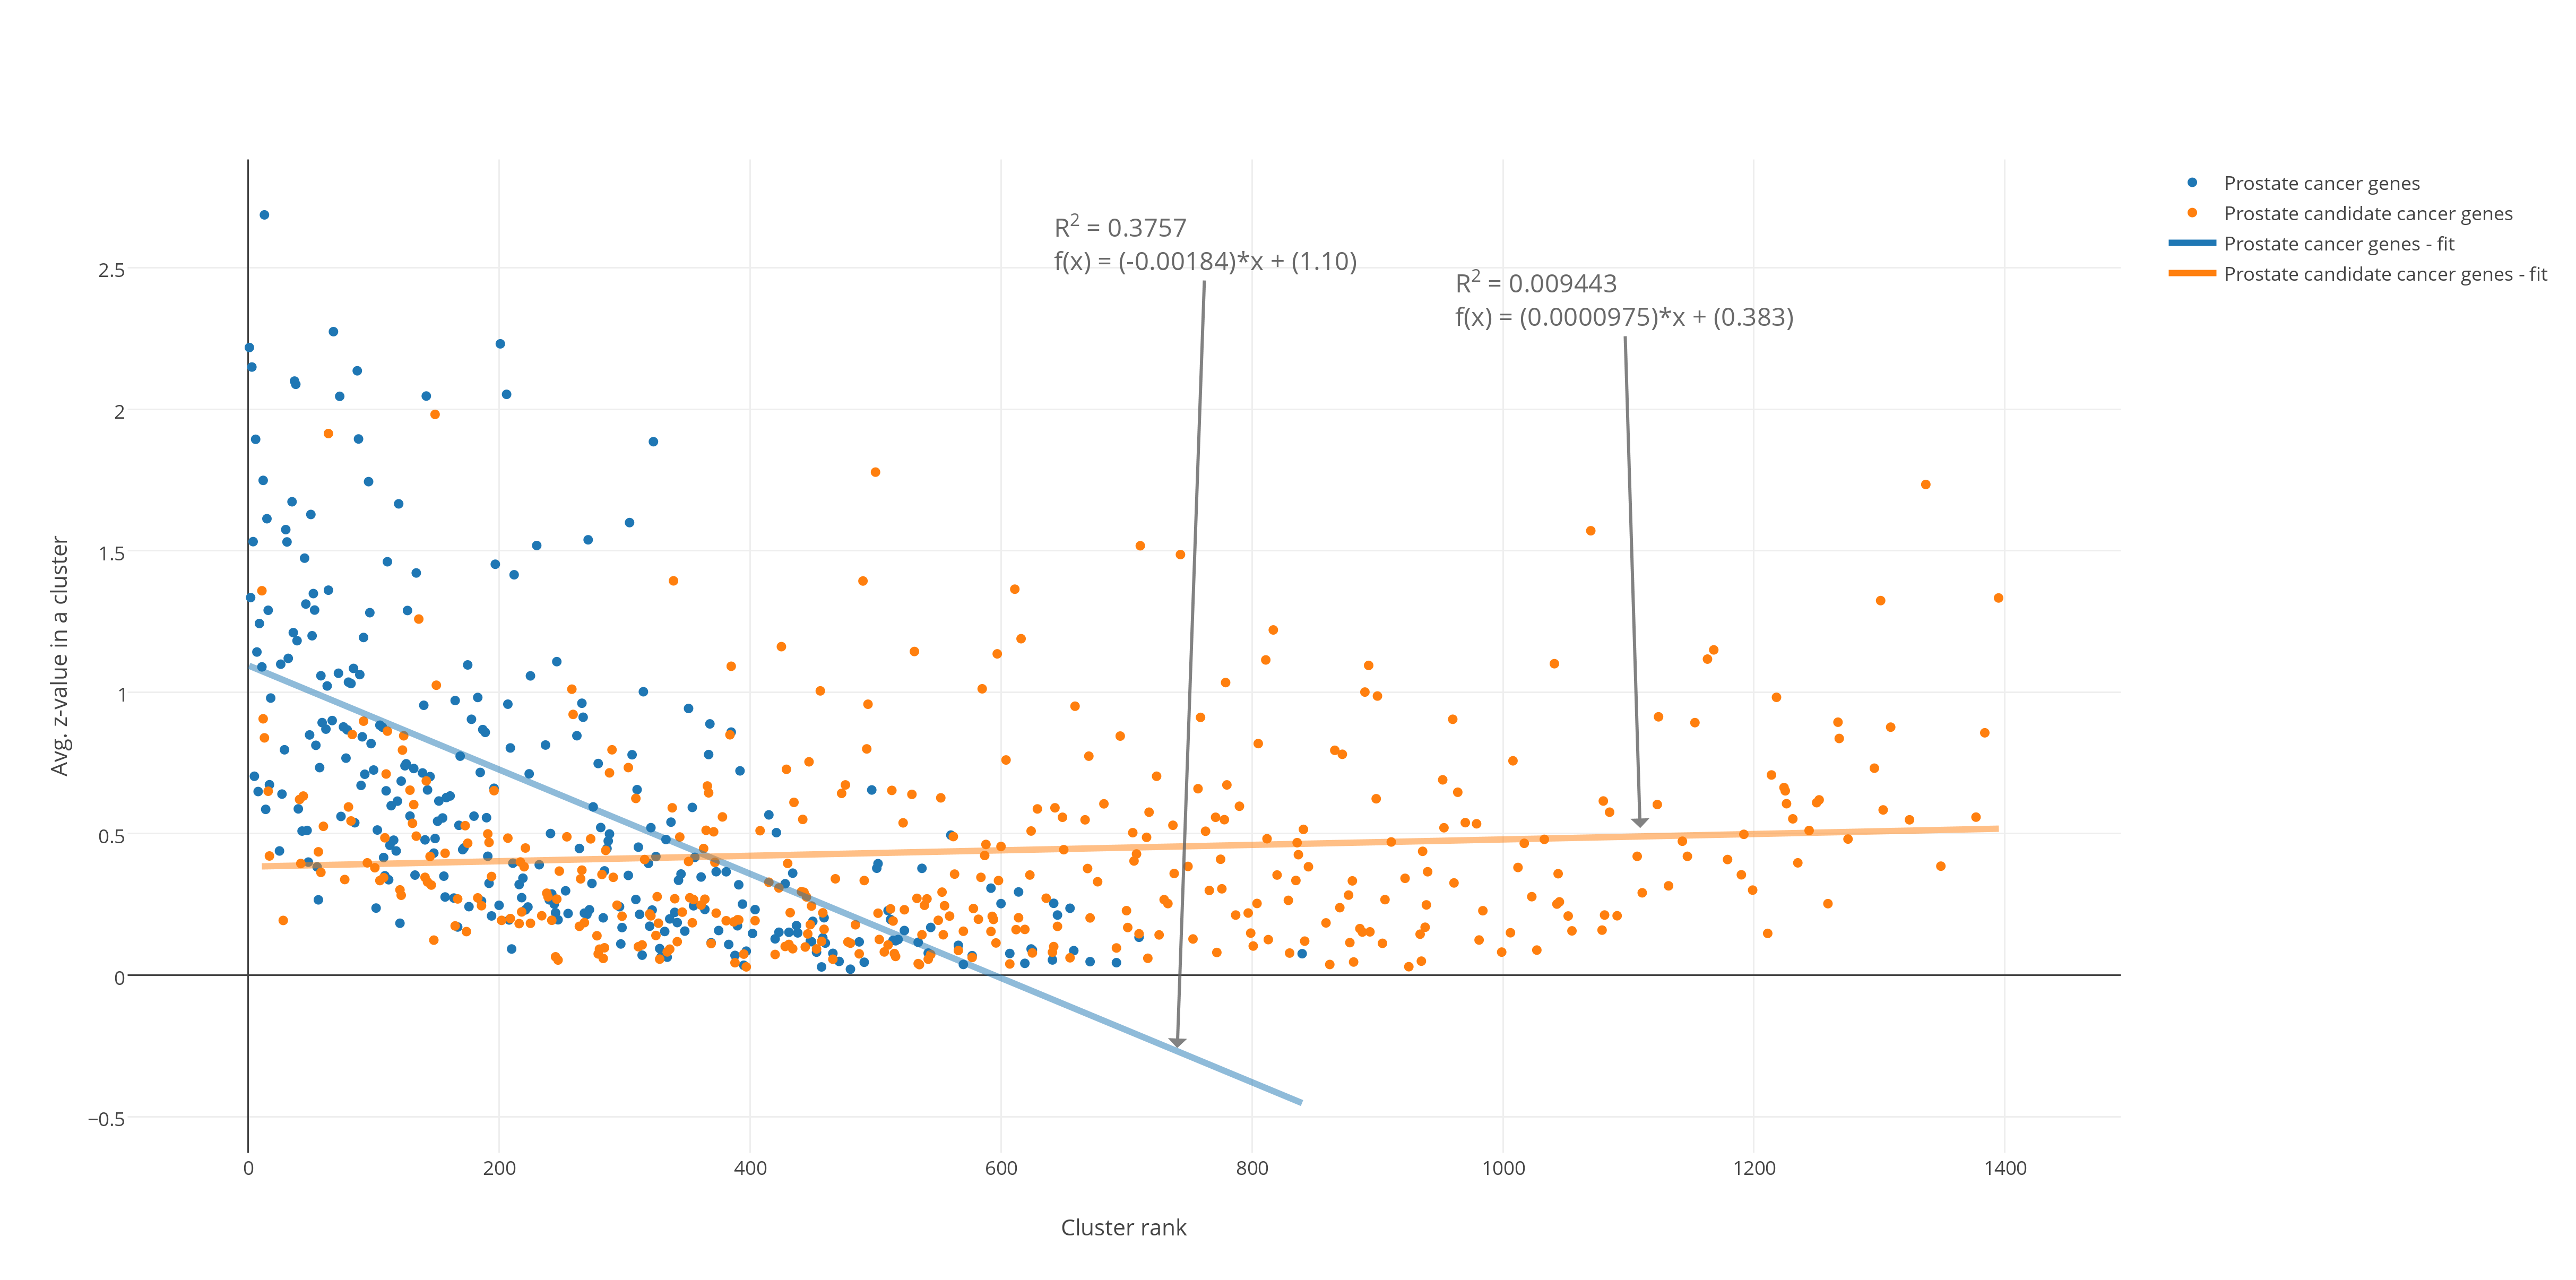 R² = 0.3757
f(x) = (-0.00184)*x + (1.10)
R² = 0.009443
f(x) = (0.0000975)*x + (0.383)
Prostate cancer genes
Prostate candidate cancer genes
Prostate cancer genes - fit
Prostate candidate cancer genes - fit
Avg. z-value in a cluster
2.5
2
1.5
1
0.5
0
−0.5
0 200 400 600 800 1000 1200 1400
Cluster rank